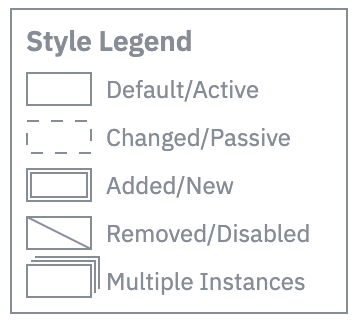 Style Legend
Default/Active
Changed/Passive
Added/New
Removed/Disabled
Multiple Instances